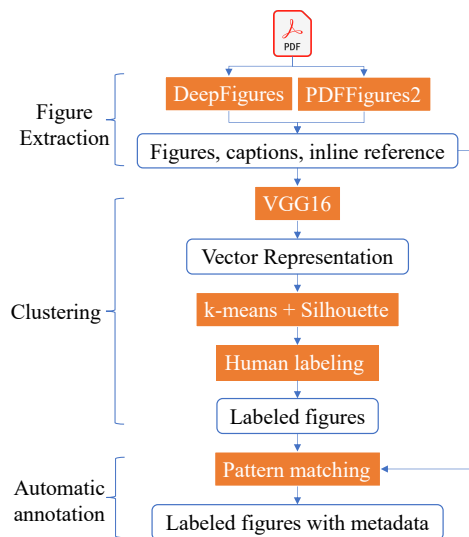 PDF
DeepFigures
PDFFigures2
Figure
Extraction
Figures, captions, inline reference
VGG16
Vector Representation
Clustering
k-means + Silhouette
Human labeling
Labeled figures
Pattern matching
Automatic
annotation
Labeled figures with metadata